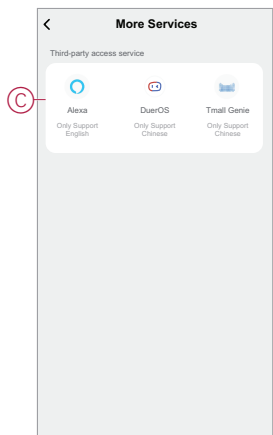 More Services
Third-party access service
C
Alexa
DuerOS
Tmall Genie
Only Support
English
Only Support
Chinese
Only Support
Chinese